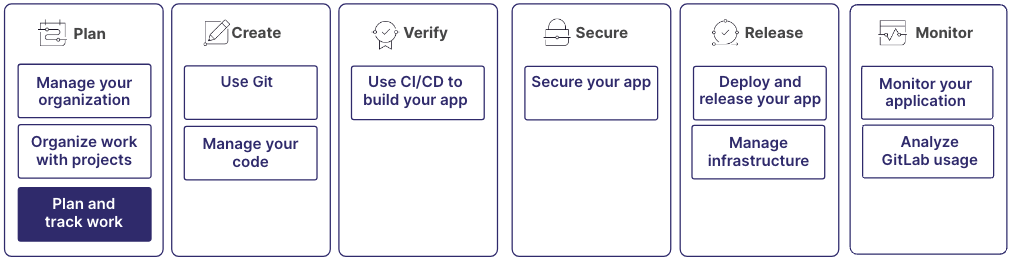 Plan
Manage your
organization
Organize work
with projects
Plan and
track work
Create
Use Git
Manage your
code
Verify
Use CI/CD to
build your app
Secure
Secure your app
Release
Deploy and
release your app
Manage
infrastructure
Monitor
Monitor your
application
Analyze
GitLab usage